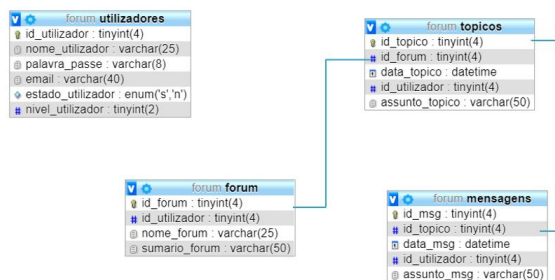 forum utilizadores
id_utilizador : tinyint(4)
nome_utilizador : varchar(25)
palavra_passe : varchar(8)
email : varchar(40)
estado_utilizador : enum('s','n')
# nivel_utilizador : tinyint(2)
forum topicos
id_topico : tinyint(4)
# id_forum : tinyint(4)
data_topico : datetime
# id_utilizador : tinyint(4)
assunto_topico : varchar(50)
forum forum
id_forum : tinyint(4)
# id_utilizador : tinyint(4)
nome_forum : varchar(25)
sumario_forum : varchar(50)
forum mensagens
id_msg : tinyint(4)
# id_topico : tinyint(4)
data_msg : datetime
# id_utilizador : tinyint(4)
assunto_msg : varchar(50)